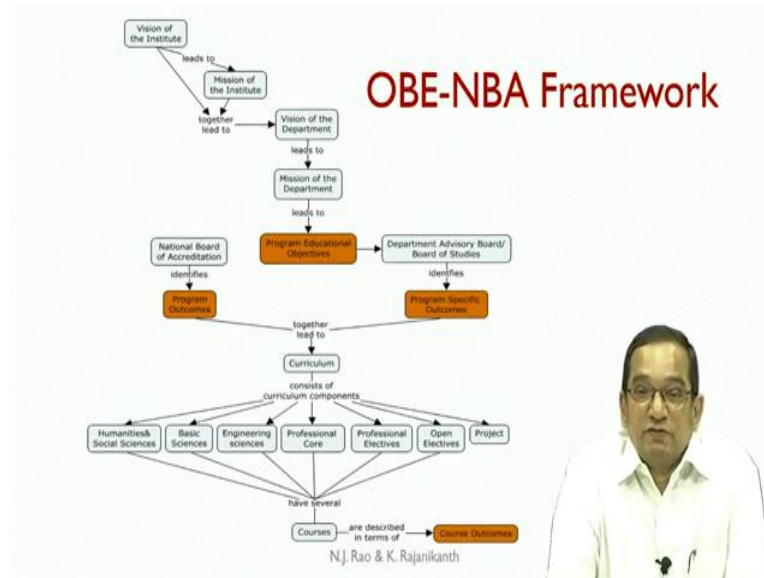 Vision of
the Institute
leads to
Mission of
the Institute
OBE-NBA Framework
together
lead to
Vision of the
Department
leads to
Mission of the
Department
leads to
National Board
of Accreditation
Program Educational
Objectives
Department Advisory Board/
Board of Studies
identifies
identifies
Program
Outcomes
Program Specific
Outcomes
together
lead to
Curriculum
consists of
curriculum components
Humanities&
Social Sciences
Basic
Sciences
Engineering
sciences
Professional
Core
Professional
Electives
Open
Electives
Project
have several
Courses
are described
in terms of
Course Outcomes
N.J. Rao & K. Rajanikanth